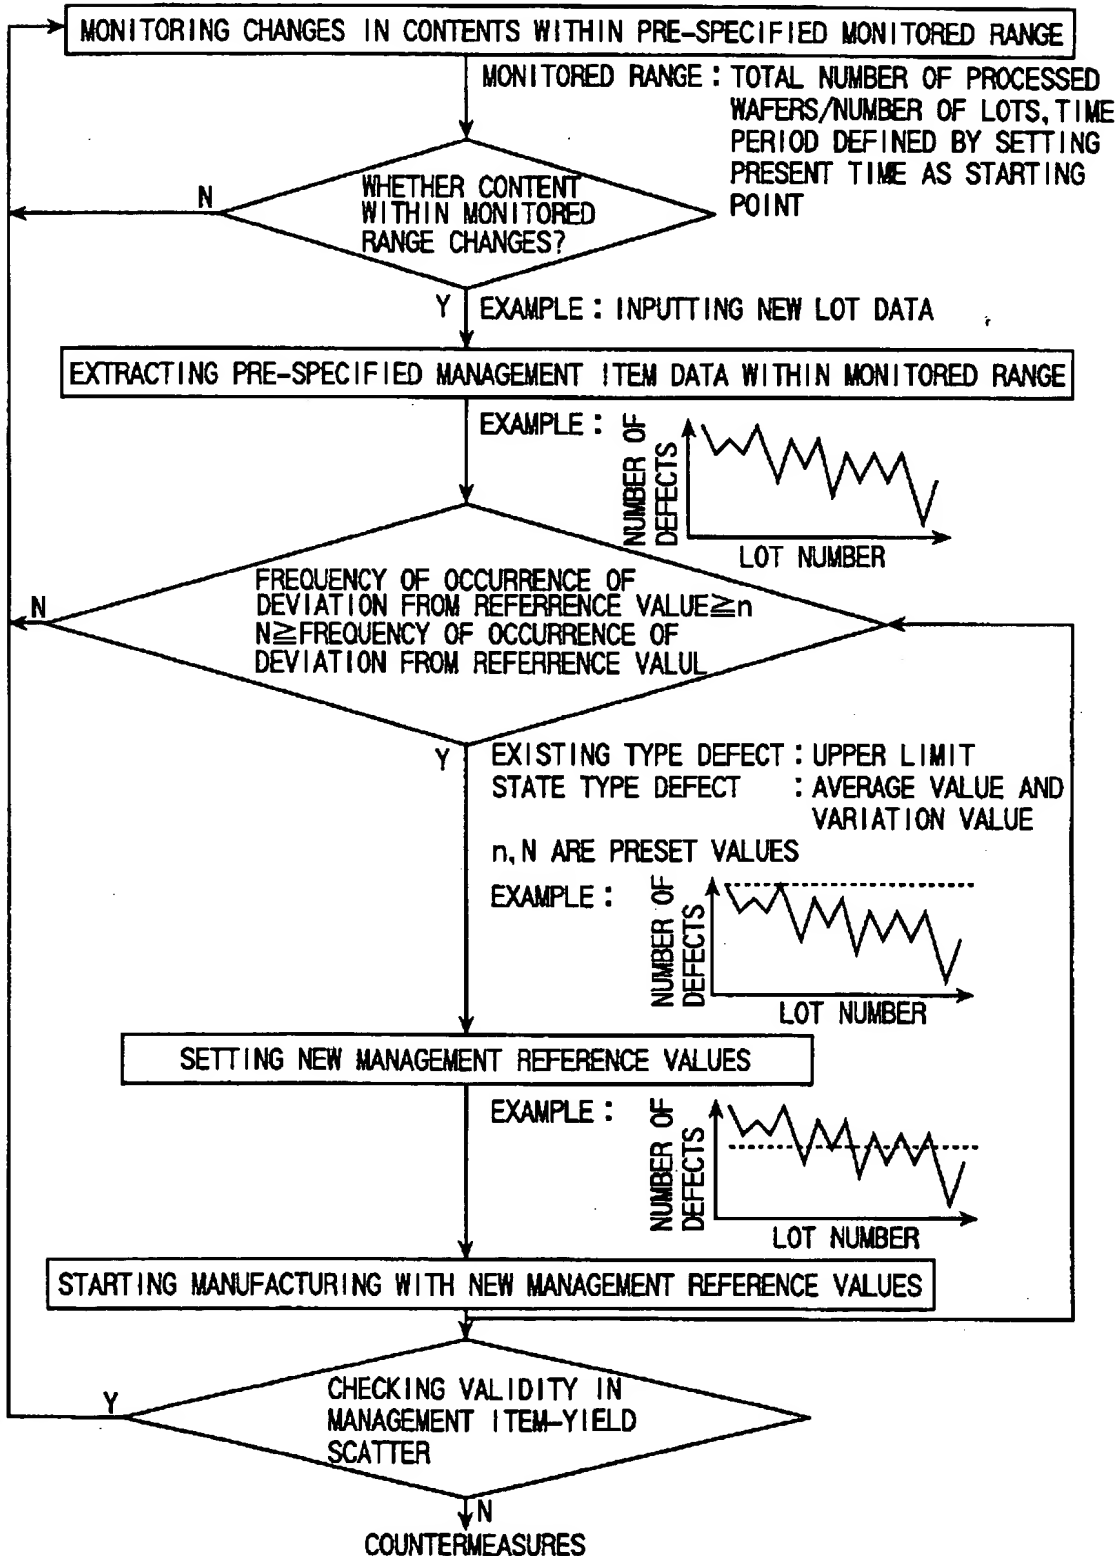 MONITORING CHANGES IN CONTENTS WITHIN PRE-SPECIFIED MONITORED RANGE
MONITORED RANGE : TOTAL NUMBER OF PROCESSED
WAFERS/NUMBER OF LOTS, TIME
PERIOD DEFINED BY SETTING
PRESENT TIME AS STARTING
POINT
N
WHETHER CONTENT
WITHIN MONITORED
RANGE CHANGES?
Y
EXAMPLE : INPUTTING NEW LOT DATA
EXTRACTING PRE-SPECIFIED MANAGEMENT ITEM DATA WITHIN MONITORED RANGE
EXAMPLE :
NUMBER OF
DEFECTS
LOT NUMBER
N
FREQUENCY OF OCCURRENCE OF
DEVIATION FROM REFERRENCE VALUE≧n
N≧FREQUENCY OF OCCURRENCE OF
DEVIATION FROM REFERRENCE VALUL
Y
EXISTING TYPE DEFECT : UPPER LIMIT
STATE TYPE DEFECT : AVERAGE VALUE AND
VARIATION VALUE
n, N ARE PRESET VALUES
EXAMPLE :
NUMBER OF
DEFECTS
LOT NUMBER
SETTING NEW MANAGEMENT REFERENCE VALUES
EXAMPLE :
NUMBER OF
DEFECTS
LOT NUMBER
STARTING MANUFACTURING WITH NEW MANAGEMENT REFERENCE VALUES
Y
CHECKING VALIDITY IN
MANAGEMENT ITEM-YIELD
SCATTER
N
COUNTERMEASURES